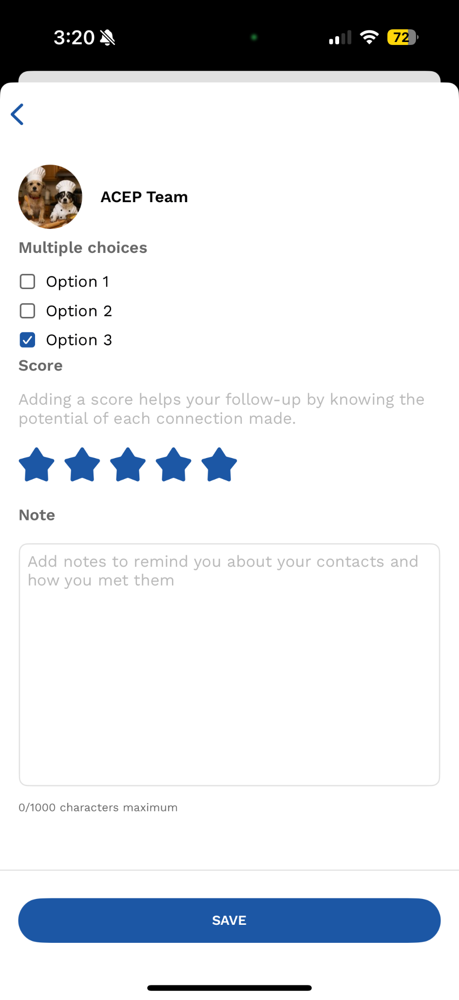 3:20
72
ACEP Team
Multiple choices
Option 1
Option 2
Option 3
Score
Adding a score helps your follow-up by knowing the
potential of each connection made.
Note
Add notes to remind you about your contacts and
how you met them
0/1000 characters maximum
SAVE